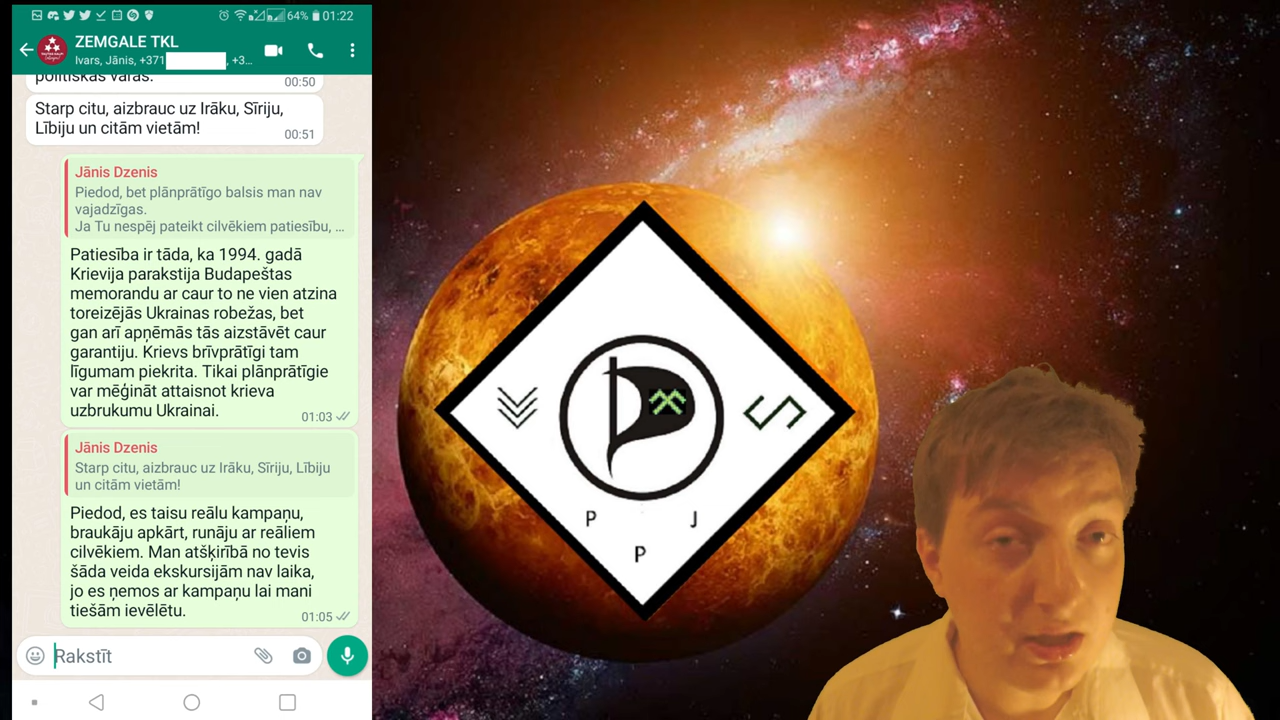 64% 01:22
ZEMGALE TKL
Ivars, Jānis, +371 , +3...
politiskās varas.
00:50
Starp citu, aizbrauc uz Irāku, Sīriju,
Lībiju un citām vietām!
00:51
Jānis Dzenis
Piedod, bet plānprātīgo balsis man nav
vajadzīgas.
Ja Tu nespēj pateikt cilvēkiem patiesību, ...
Patiesība ir tāda, ka 1994. gadā
Krievija parakstija Budapeštas
memorandu ar caur to ne vien atzina
toreizējās Ukrainas robežas, bet
gan arī apņēmās tās aizstāvēt caur
garantiju. Krievs brīvprātīgi tam
līgumam piekrita. Tikai plānprātīgie
var mēģināt attaisnot krieva
uzbrukumu Ukrainai.
01:03
Jānis Dzenis
Starp citu, aizbrauc uz Irāku, Sīriju, Lībiju
un citām vietām!
Piedod, es taisu reālu kampaņu,
braukāju apkārt, runāju ar reāliem
cilvēkiem. Man atšķirībā no tevis
šāda veida ekskursijām nav laika,
jo es ņemos ar kampaņu lai mani
tiešām ievēlētu.
01:05
Rakstīt
P J
P